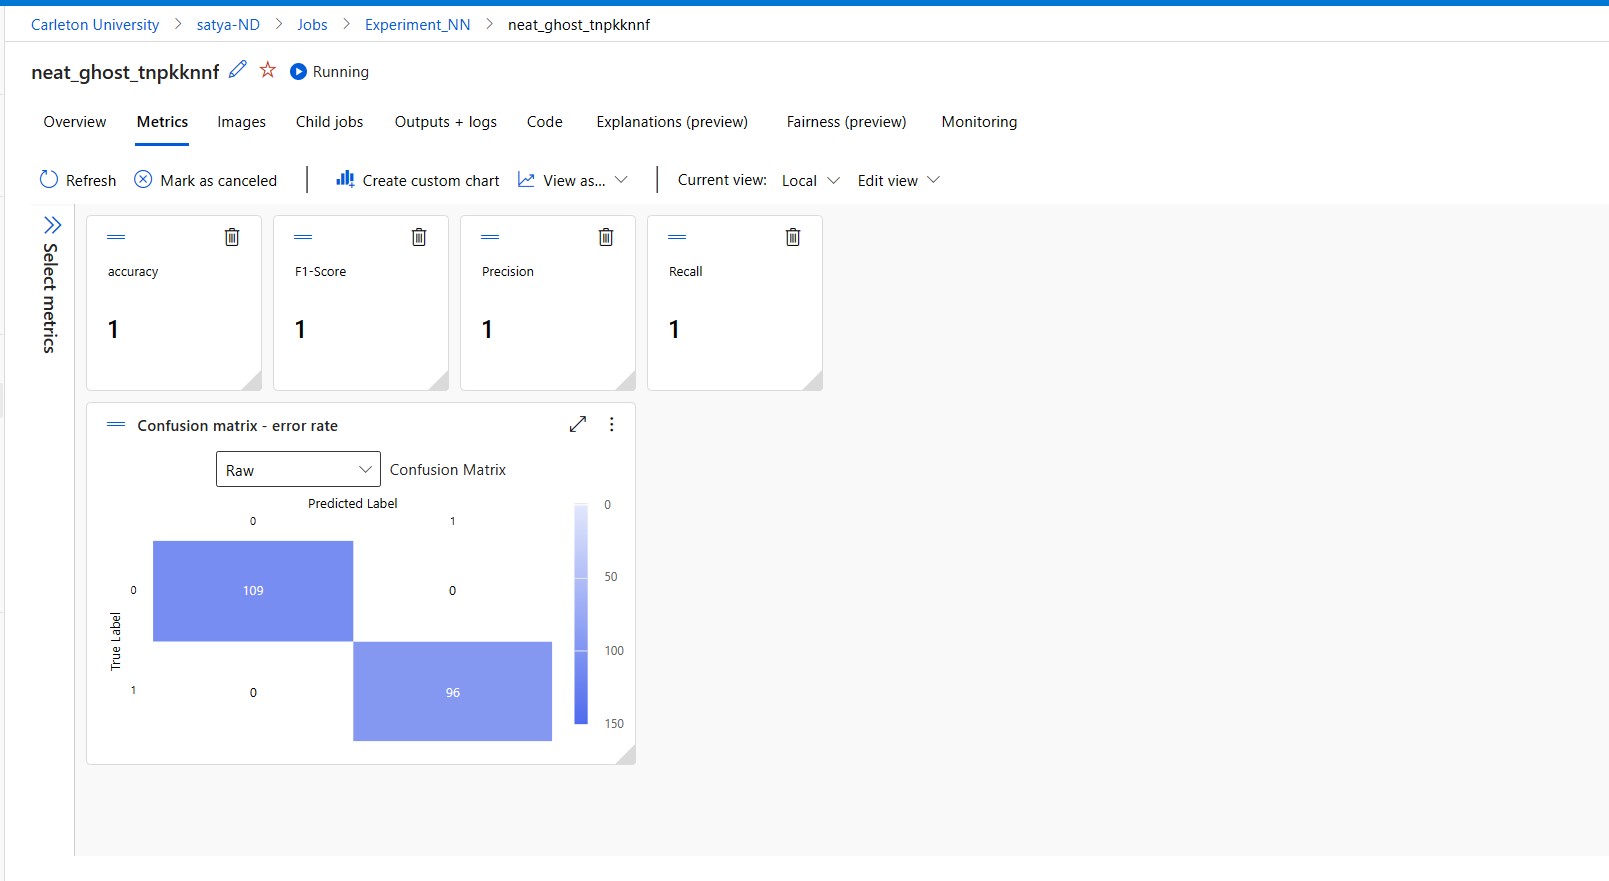 Carleton University > satya-ND > Jobs > Experiment_NN > neat_ghost_tnpkknnf
neat_ghost_tnpkknnf Running
Overview Metrics Images Child jobs Outputs + logs Code Explanations (preview) Fairness (preview) Monitoring
Refresh Mark as canceled Create custom chart View as... Current view: Local Edit view
Select metrics
accuracy
1
F1-Score
1
Precision
1
Recall
1
Confusion matrix - error rate
Raw Confusion Matrix
Predicted Label
0 1
True Label
0 109 0
1 0 96
0
50
100
150